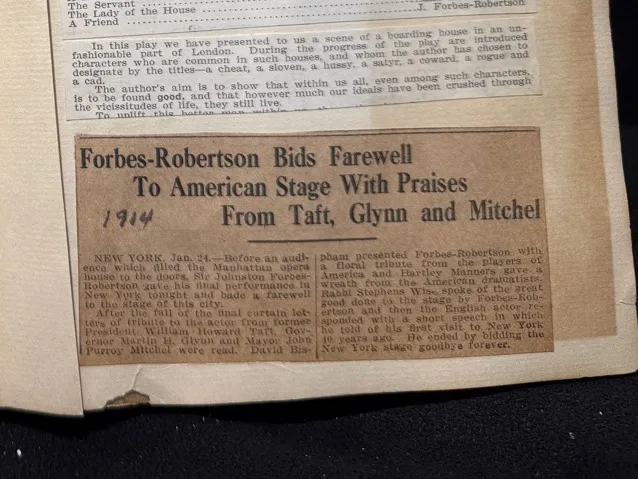 The Servant
The Lady of the House ........ J. Forbes-Robertson
A Friend
In this play we have presented to us a scene of a boarding house in an un-
fashionable part of London. During the progress of the play are introduced
characters who are common in such houses, and whom the author has chosen to
designate by the titles—a cheat, a sloven, a hussy, a satyr, a coward, a rogue and
a cad.
The author's aim is to show that within us all, even among such characters,
is to be found good, and that however much our ideals have been crushed through
the vicissitudes of life, they still live.
To uplift this better man within
Forbes-Robertson Bids Farewell
To American Stage With Praises
1914 From Taft, Glynn and Mitchel
NEW YORK, Jan. 24.—Before an audi-
ence which filled the Manhattan opera
house to the doors, Sir Johnston Forbes-
Robertson gave his final performance in
New York tonight and bade a farewell
to the stage of this city.
After the fall of the final curtain let-
ters of tribute to the actor from former
President William Howard Taft, Gov-
ernor Martin H. Glynn and Mayor John
Purroy Mitchel were read. David Bis-
pham presented Forbes-Robertson with
a floral tribute from the players of
America and Hartley Manners gave a
wreath from the American dramatists.
Rabbi Stephens Wise spoke of the great
good done to the stage by Forbes-Rob-
ertson and then the English actor re-
sponded with a short speech in which
he told of his first visit to New York
40 years ago. He ended by bidding the
New York stage goodbye forever.